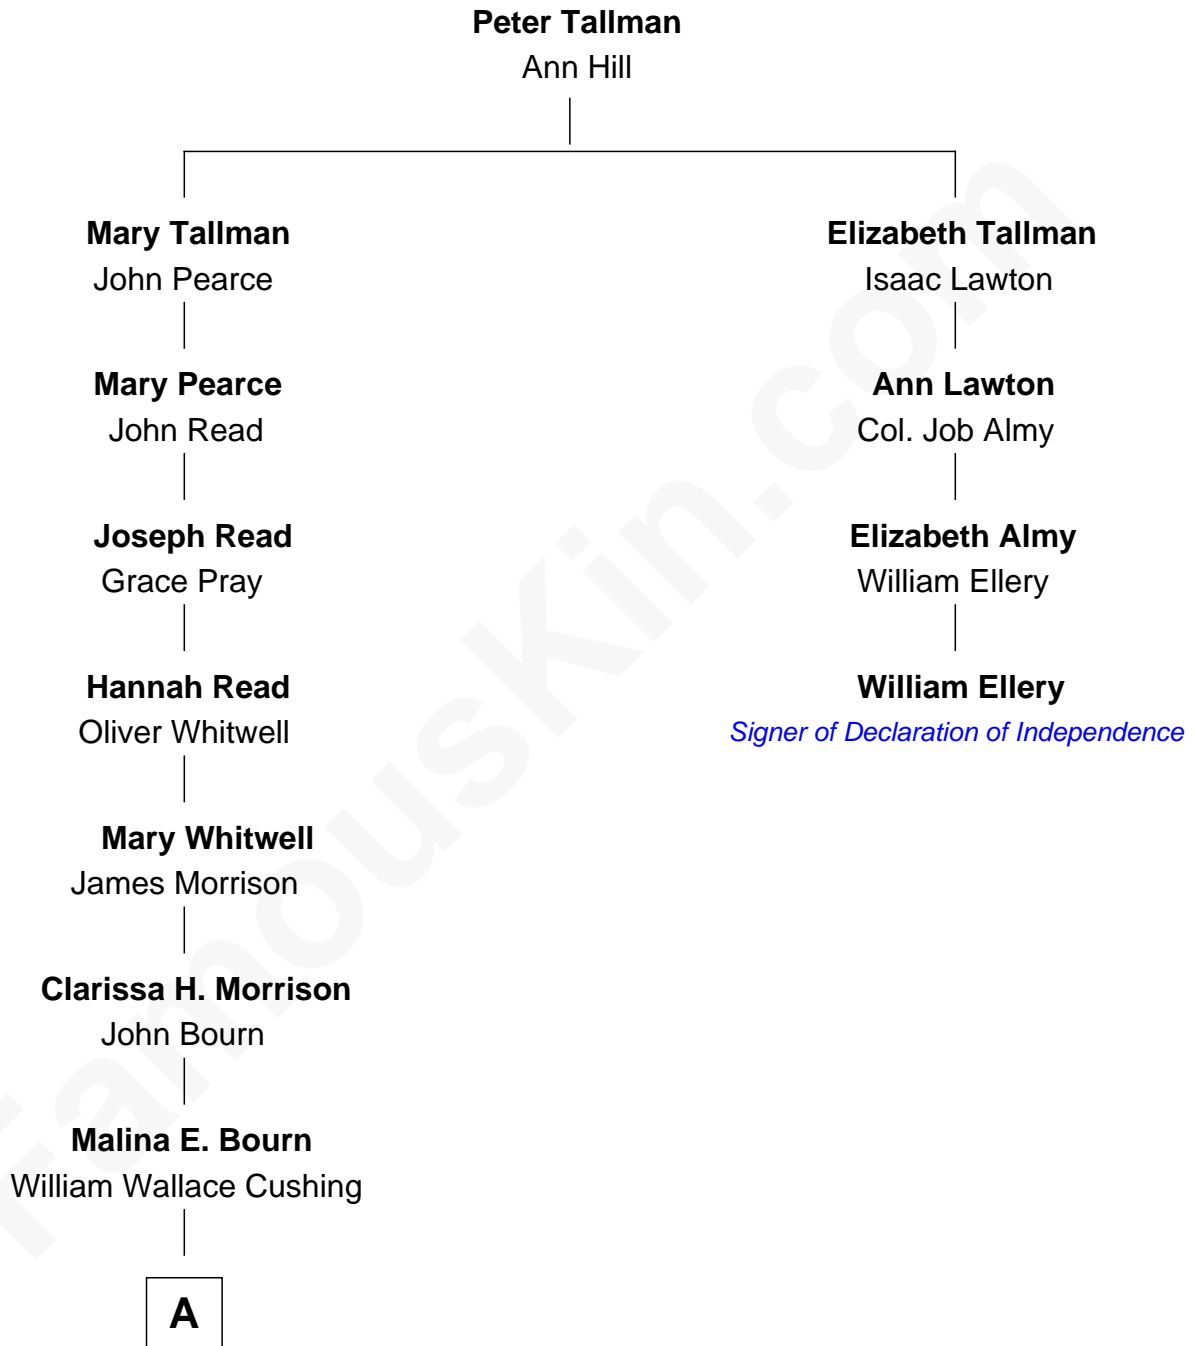 Peter Tallman
Ann Hill
Mary Tallman
John Pearce
Elizabeth Tallman
Isaac Lawton
Mary Pearce
John Read
Ann Lawton
Col. Job Almy
Joseph Read
Grace Pray
Elizabeth Almy
William Ellery
Hannah Read
Oliver Whitwell
William Ellery
Signer of Declaration of Independence
Mary Whitwell
James Morrison
Clarissa H. Morrison
John Bourn
Malina E. Bourn
William Wallace Cushing
A
FamousKin.com